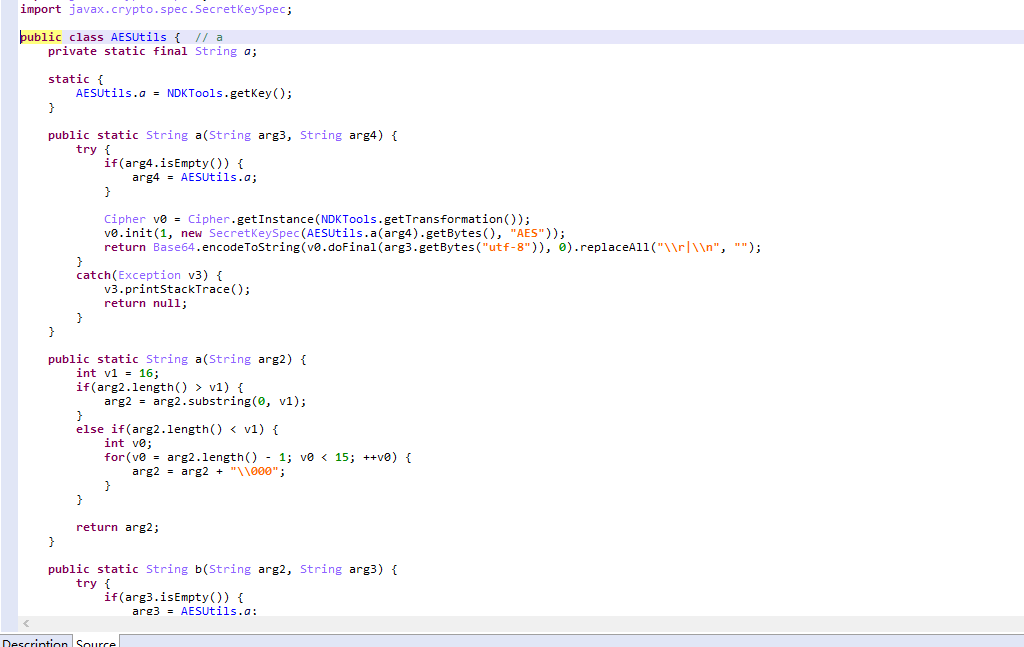 import javax.crypto.spec.SecretKeySpec;
public class AESUtils {  // a
    private static final String a;
    static {
        AESUtils.a = NDKTools.getKey();
    }
    public static String a(String arg3, String arg4) {
        try {
            if(arg4.isEmpty()) {
                arg4 = AESUtils.a;
            }
            Cipher v0 = Cipher.getInstance(NDKTools.getTransformation());
            v0.init(1, new SecretKeySpec(AESUtils.a(arg4).getBytes(), "AES"));
            return Base64.encodeToString(v0.doFinal(arg3.getBytes("utf-8")), 0).replaceAll("\\r|\\n", "");
        }
        catch(Exception v3) {
            v3.printStackTrace();
            return null;
        }
    }
    public static String a(String arg2) {
        int v1 = 16;
        if(arg2.length() > v1) {
            arg2 = arg2.substring(0, v1);
        }
        else if(arg2.length() < v1) {
            int v0;
            for(v0 = arg2.length() - 1; v0 < 15; ++v0) {
                arg2 = arg2 + "\\000";
            }
        }
        return arg2;
    }
    public static String b(String arg2, String arg3) {
        try {
            if(arg3.isEmpty()) {
                arg3 = AESUtils.a;
Description Source